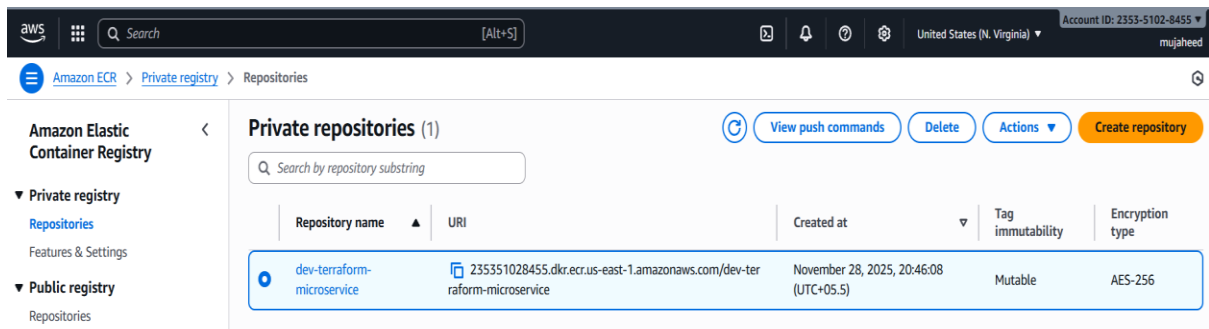 aws
Search [Alt+S]
United States (N. Virginia) ▼
Account ID: 2353-5102-8455 ▼
mujaheed
Amazon ECR > Private registry > Repositories
Amazon Elastic
Container Registry
▼ Private registry
Repositories
Features & Settings
▼ Public registry
Repositories
Private repositories (1)
View push commands
Delete
Actions ▼
Create repository
Search by repository substring
Repository name ▲
URI
Created at
Tag
immutability
Encryption
type
dev-terraform-
microservice
235351028455.dkr.ecr.us-east-1.amazonaws.com/dev-ter
raform-microservice
November 28, 2025, 20:46:08
(UTC+05.5)
Mutable
AES-256